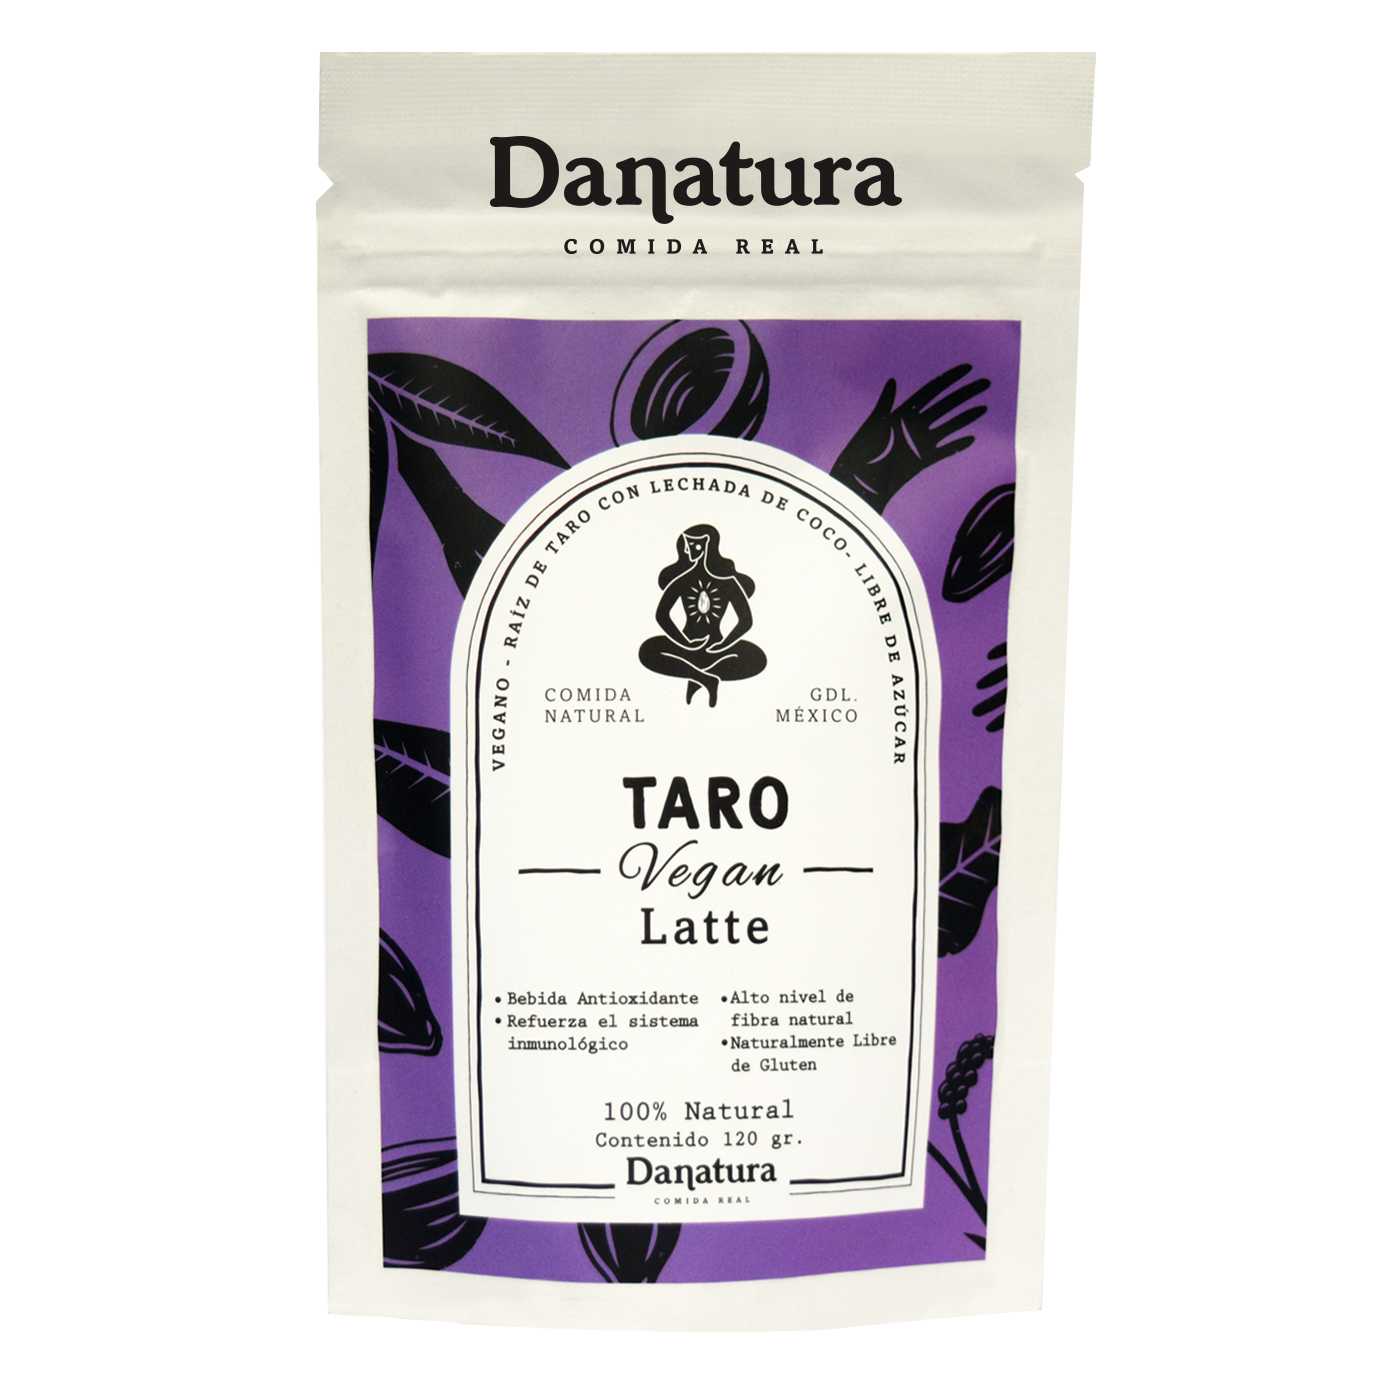 Danatura
COMIDA REAL
VEGANO - RAÍZ DE TARO CON LECHADA DE COCO- LIBRE DE AZÚCAR
COMIDA
NATURAL
GDL.
MÉXICO
TARO
Vegan
Latte
• Bebida Antioxidante
• Refuerza el sistema
inmunológico
•Alto nivel de
fibra natural
•Naturalmente Libre
de Gluten
100% Natural
Contenido 120 gr.
Danatura
COMIDA REAL